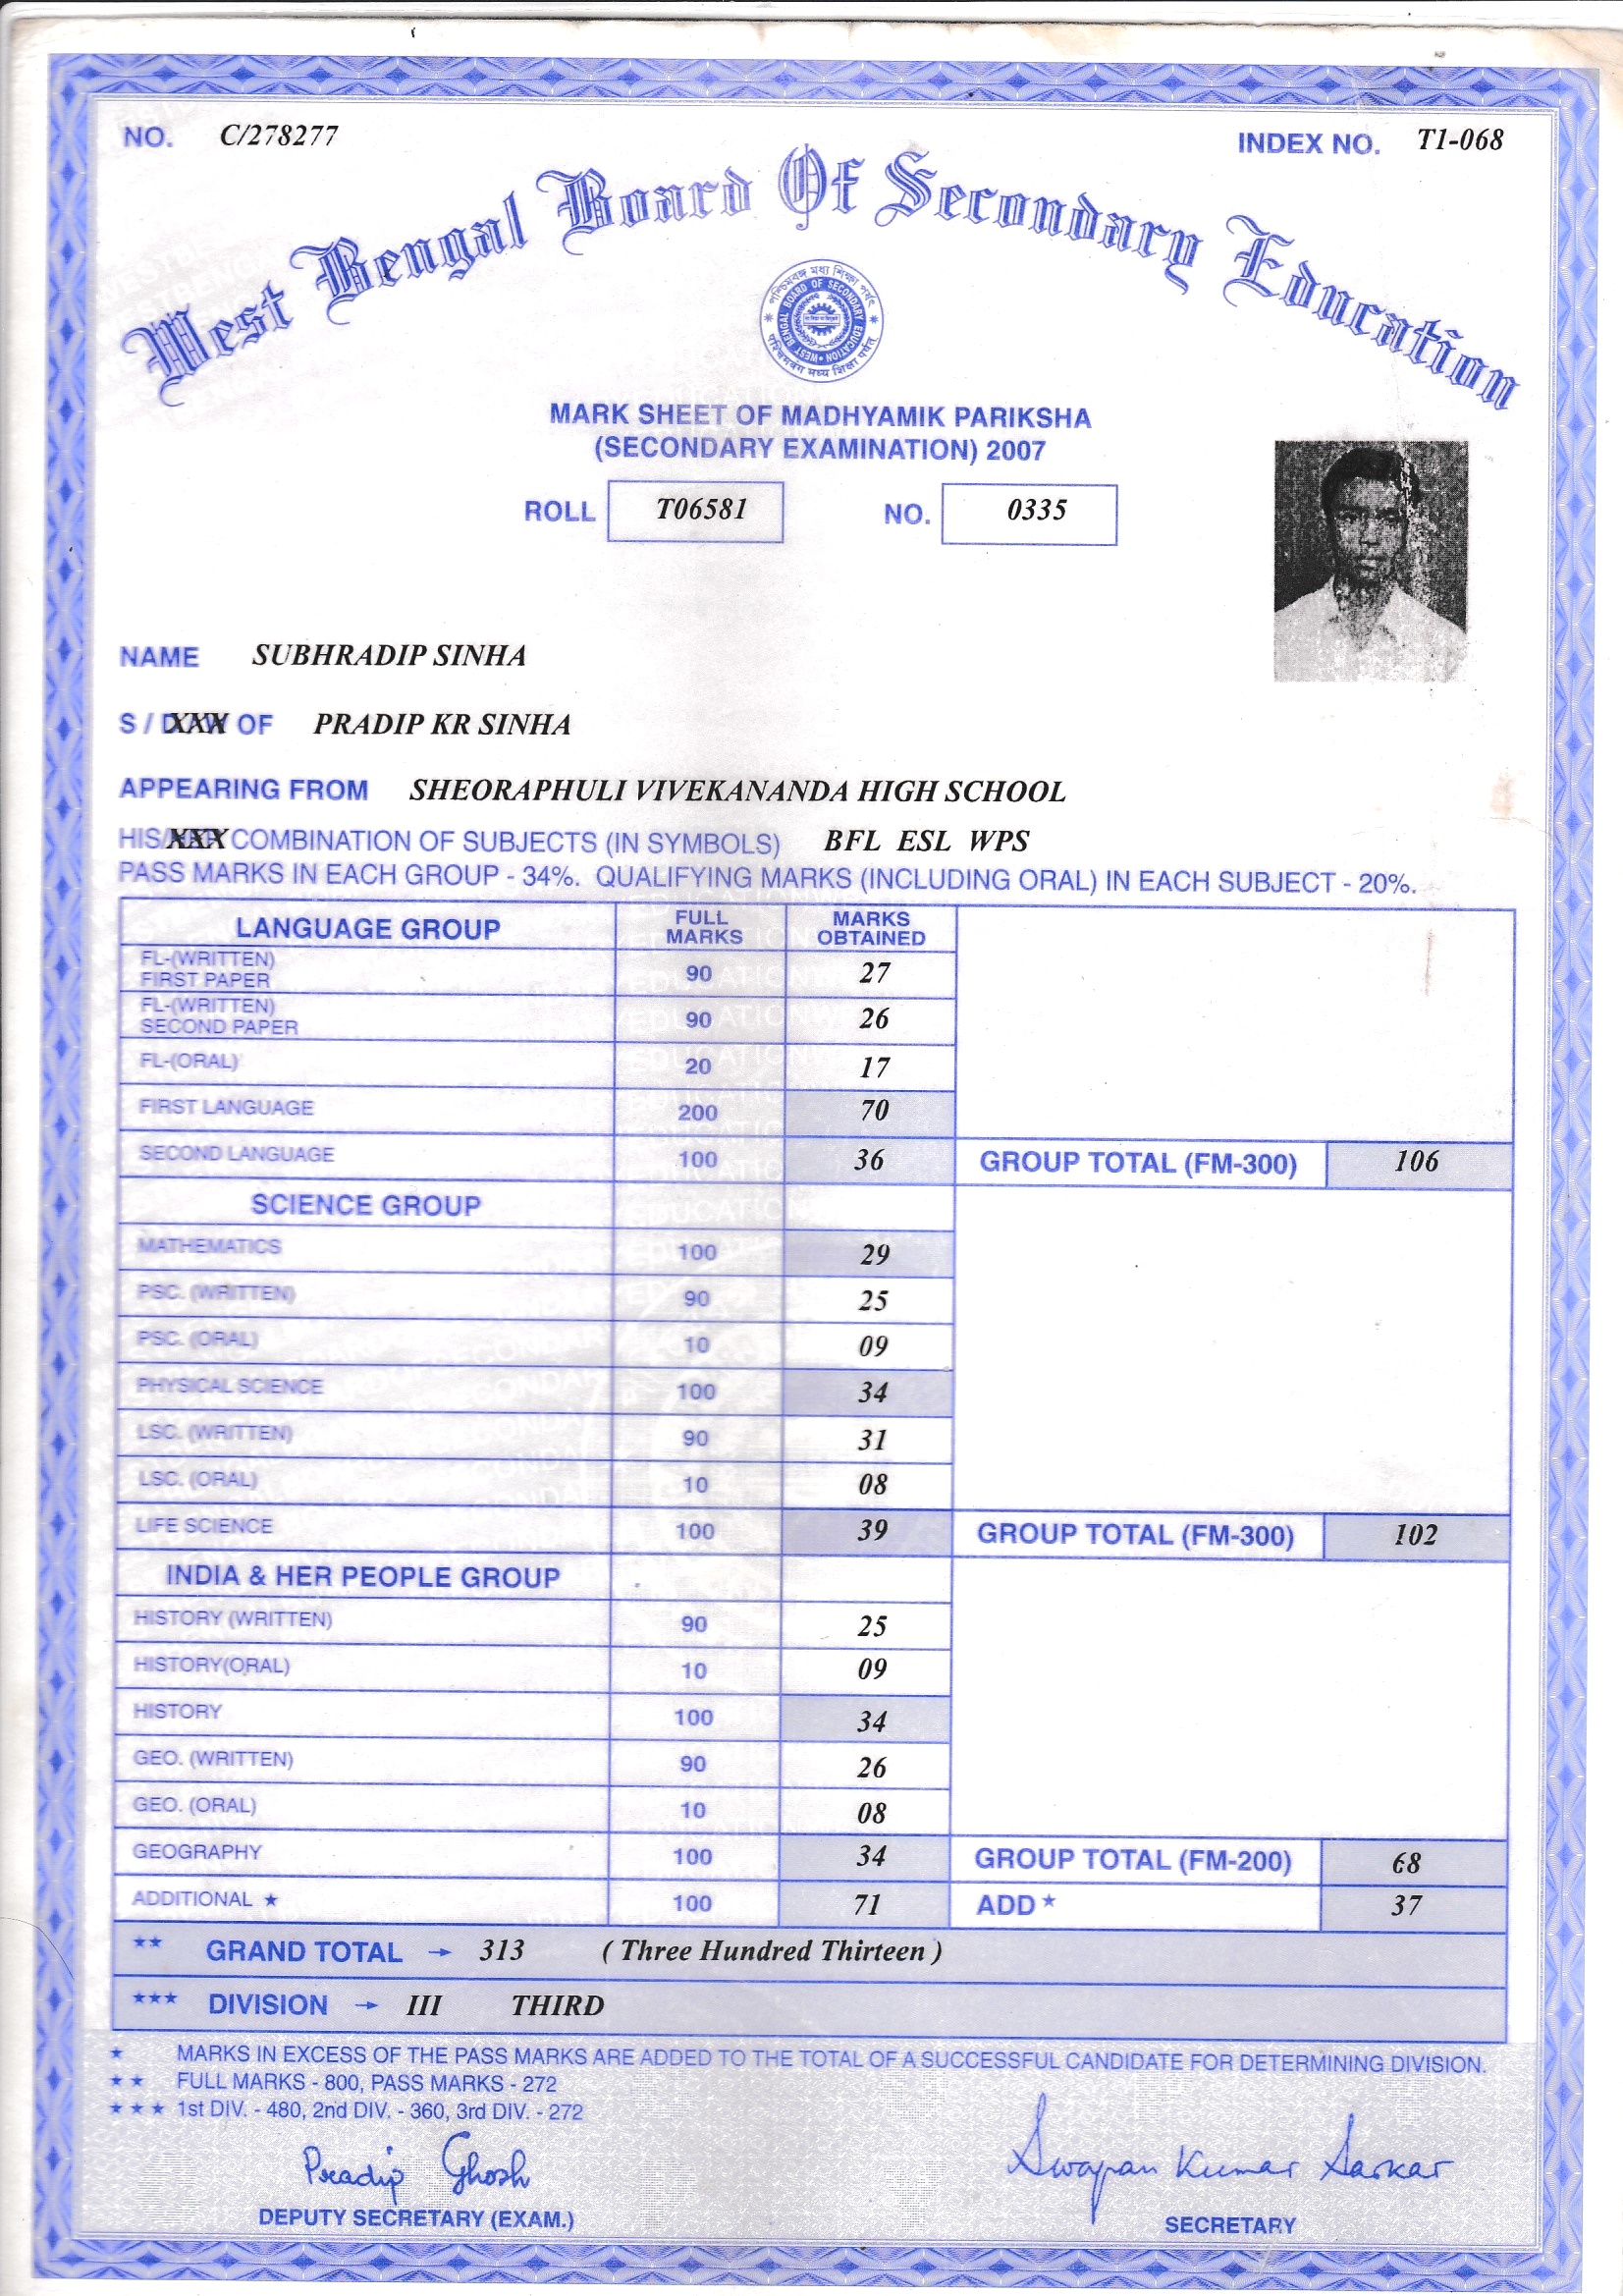 NO. C/278277 INDEX NO. T1-068
West Bengal Board Of Secondary Education
পশ্চিমবঙ্গ মধ্য শিক্ষা পর্ষৎ
WEST BENGAL BOARD OF SECONDARY EDUCATION
MARK SHEET OF MADHYAMIK PARIKSHA
(SECONDARY EXAMINATION) 2007
ROLL T06581 NO. 0335
NAME SUBHRADIP SINHA
S / XXX OF PRADIP KR SINHA
APPEARING FROM SHEORAPHULI VIVEKANANDA HIGH SCHOOL
HIS/XXX COMBINATION OF SUBJECTS (IN SYMBOLS) BFL ESL WPS
PASS MARKS IN EACH GROUP - 34%. QUALIFYING MARKS (INCLUDING ORAL) IN EACH SUBJECT - 20%.
LANGUAGE GROUP FULL MARKS MARKS OBTAINED
FL-(WRITTEN) FIRST PAPER 90 27
FL-(WRITTEN) SECOND PAPER 90 26
FL-(ORAL) 20 17
FIRST LANGUAGE 200 70
SECOND LANGUAGE 100 36 GROUP TOTAL (FM-300) 106
SCIENCE GROUP
MATHEMATICS 100 29
PSC. (WRITTEN) 90 25
PSC. (ORAL) 10 09
PHYSICAL SCIENCE 100 34
LSC. (WRITTEN) 90 31
LSC. (ORAL) 10 08
LIFE SCIENCE 100 39 GROUP TOTAL (FM-300) 102
INDIA & HER PEOPLE GROUP
HISTORY (WRITTEN) 90 25
HISTORY(ORAL) 10 09
HISTORY 100 34
GEO. (WRITTEN) 90 26
GEO. (ORAL) 10 08
GEOGRAPHY 100 34 GROUP TOTAL (FM-200) 68
ADDITIONAL ★ 100 71 ADD ★ 37
★★ GRAND TOTAL → 313 ( Three Hundred Thirteen )
★★★ DIVISION → III THIRD
★ MARKS IN EXCESS OF THE PASS MARKS ARE ADDED TO THE TOTAL OF A SUCCESSFUL CANDIDATE FOR DETERMINING DIVISION.
★★ FULL MARKS - 800, PASS MARKS - 272
★★★ 1st DIV. - 480, 2nd DIV. - 360, 3rd DIV. - 272
Pradip Ghosh Swapan Kumar Sarkar
DEPUTY SECRETARY (EXAM.) SECRETARY